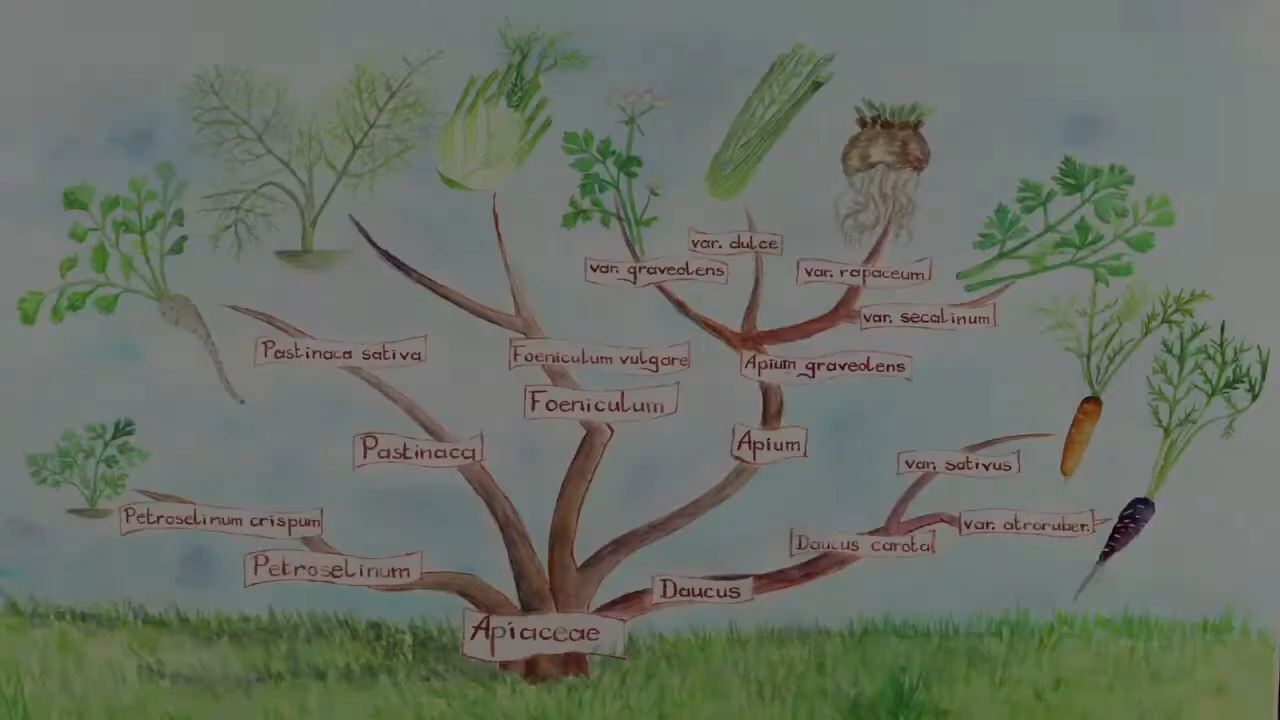 var. dulce
var. graveolens
var. rapaceum
var. secalinum
Pastinaca sativa
Foeniculum vulgare
Apium graveolens
Foeniculum
Pastinaca
Apium
var. sativus
Petroselinum crispum
var. atroruber.
Daucus carota
Petroselinum
Daucus
Apiaceae